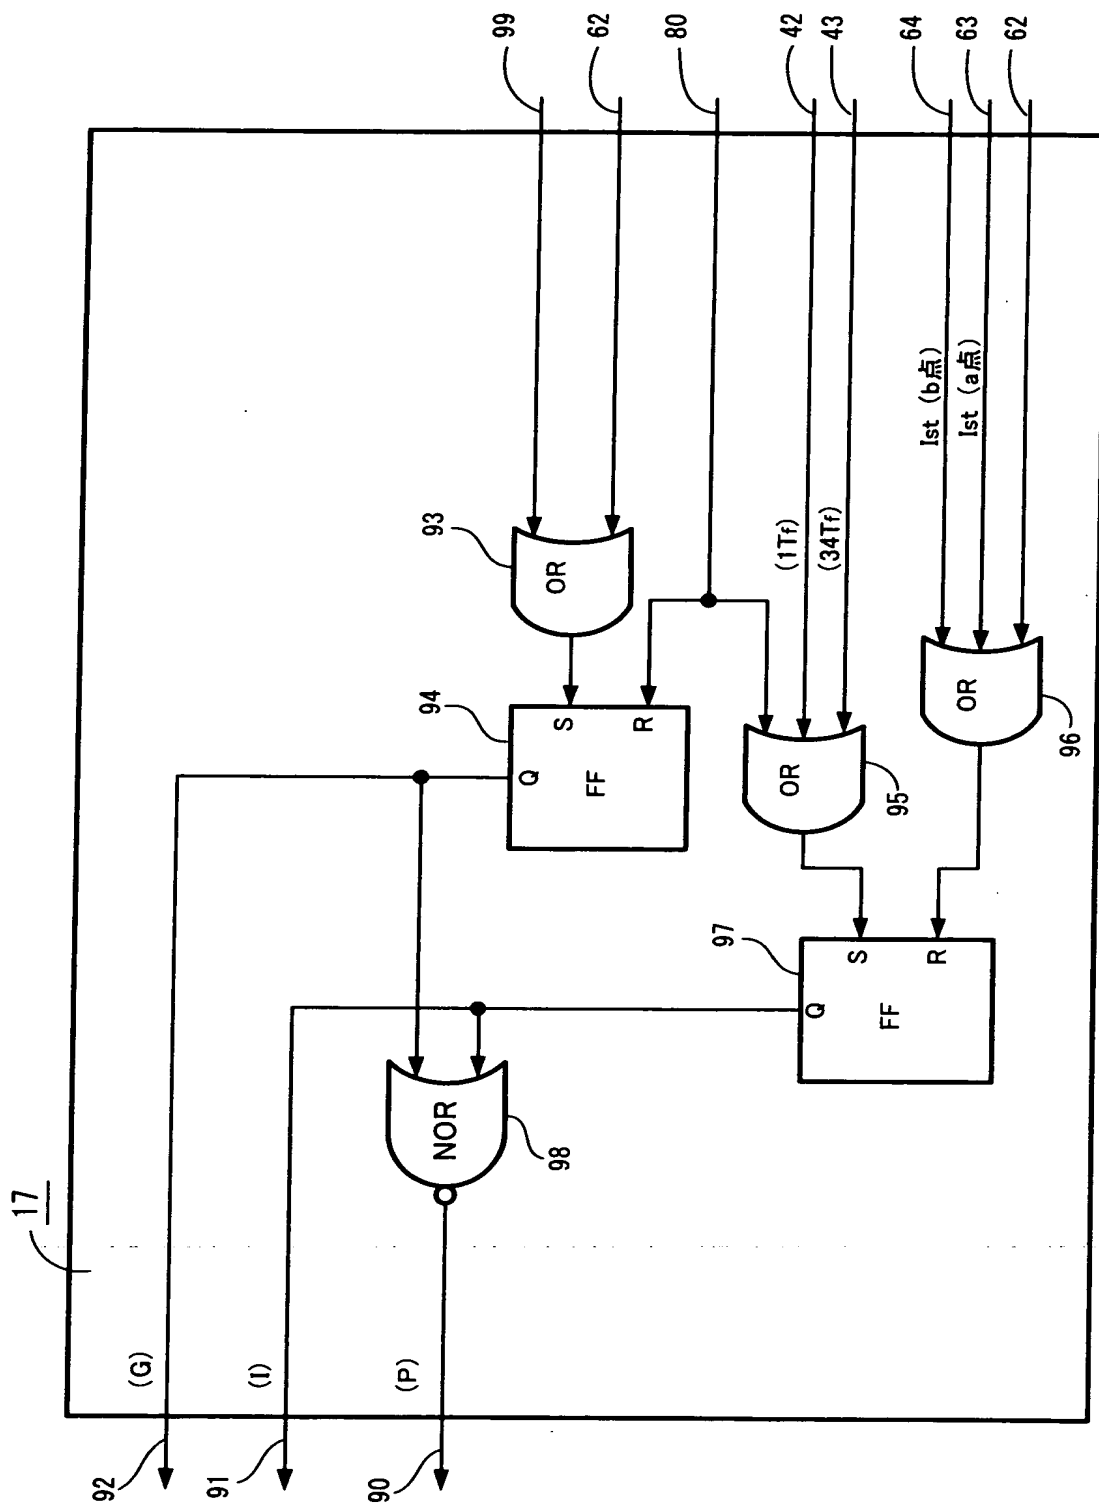 17
99
62
80
42
43
64
63
62
Ist (b点)
Ist (a点)
(1Tf)
(34Tf)
93
OR
94
S
R
Q
FF
OR
95
OR
96
97
S
R
Q
FF
NOR
98
(G)
(I)
(P)
92
91
90